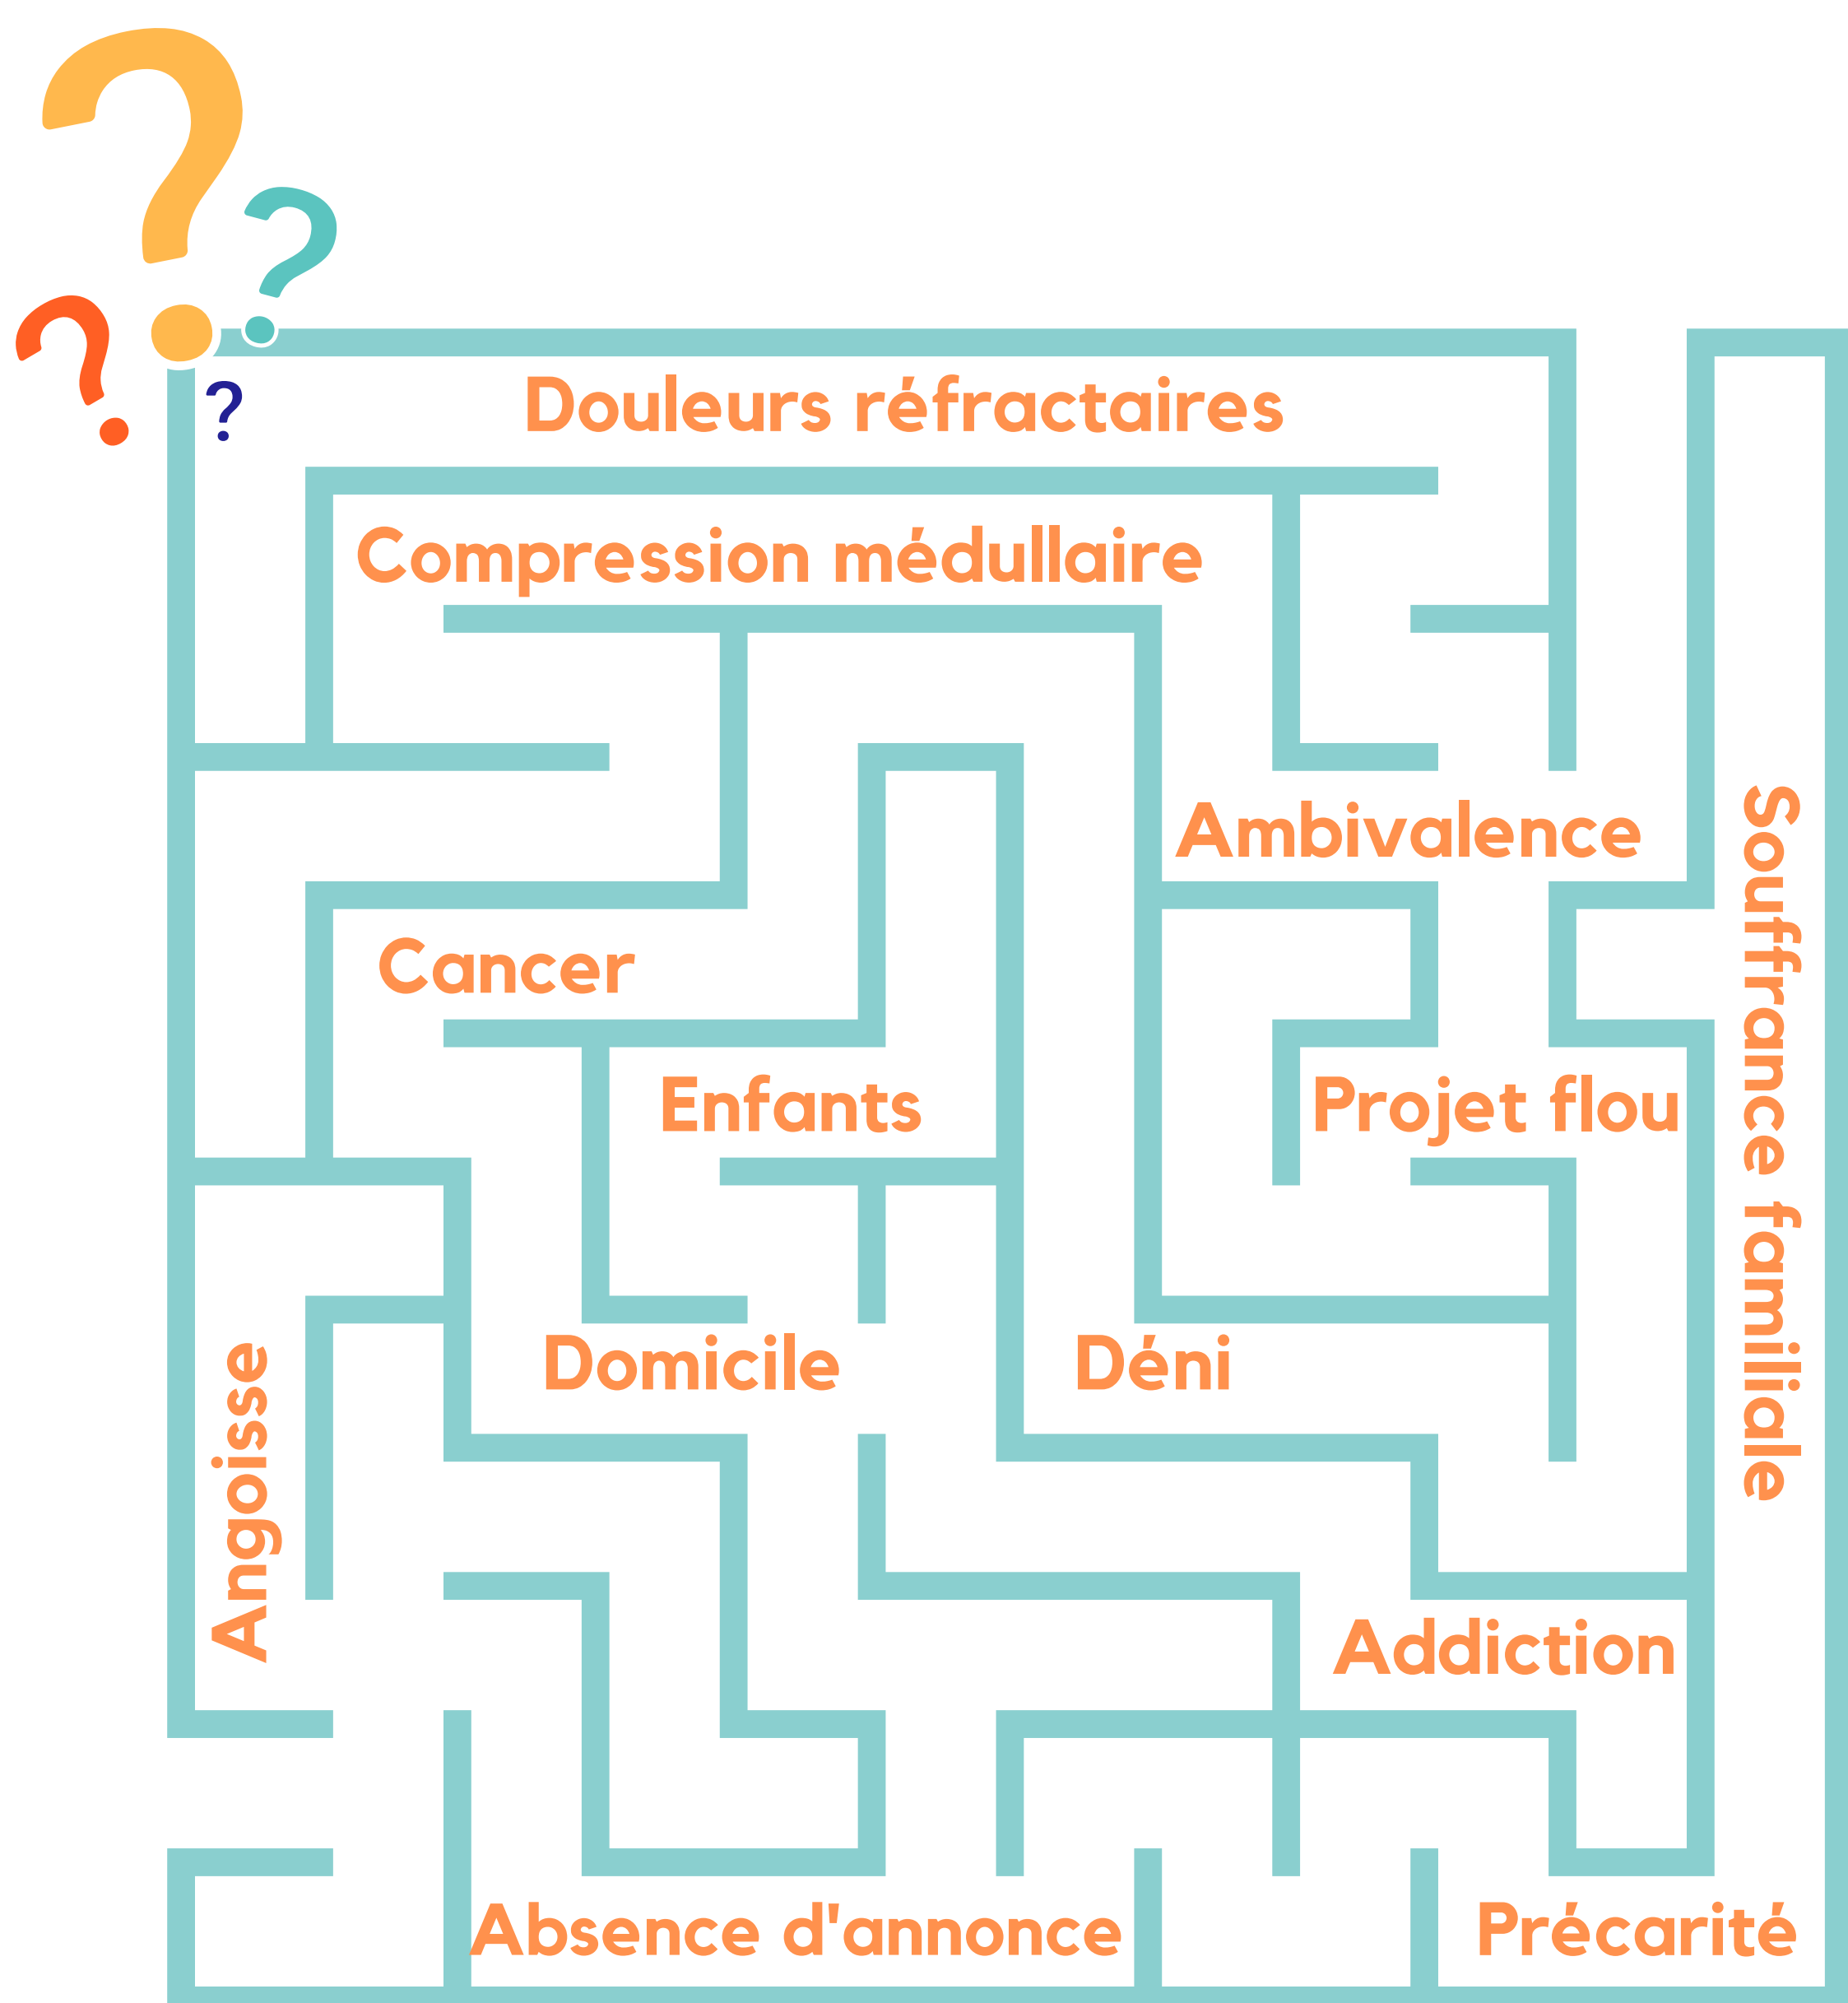 ?
?
?
?
Douleurs réfractaires
Compression médullaire
Ambivalence
Souffrance familiale
Cancer
Enfants
Projet flou
Angoisse
Domicile
Déni
Addiction
Absence d'annonce
Précarité